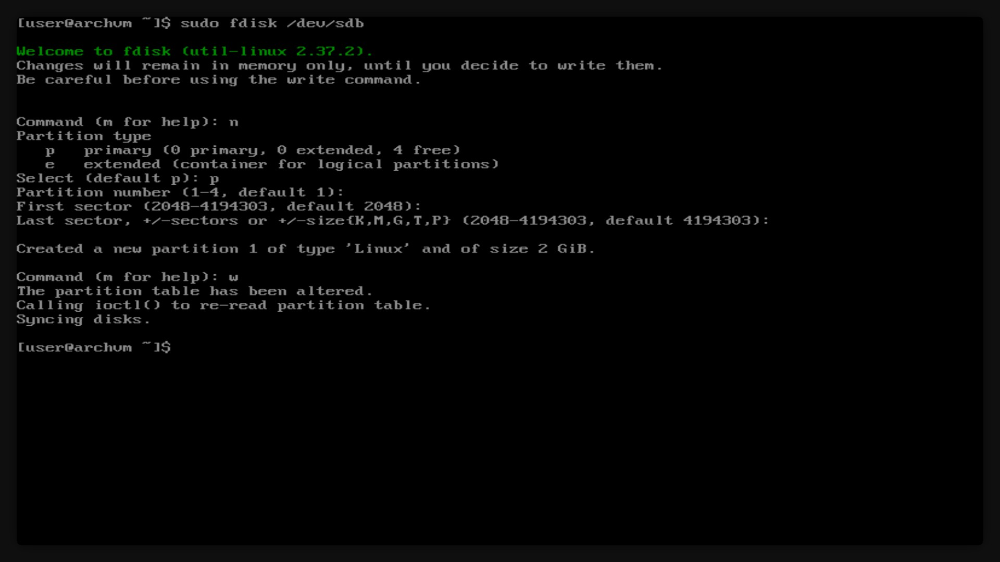 [user@archvm ~]$ sudo fdisk /dev/sdb
Welcome to fdisk (util-linux 2.37.2).
Changes will remain in memory only, until you decide to write them.
Be careful before using the write command.
Command (m for help): n
Partition type
   p   primary (0 primary, 0 extended, 4 free)
   e   extended (container for logical partitions)
Select (default p): p
Partition number (1-4, default 1):
First sector (2048-4194303, default 2048):
Last sector, +/-sectors or +/-size{K,M,G,T,P} (2048-4194303, default 4194303):
Created a new partition 1 of type 'Linux' and of size 2 GiB.
Command (m for help): w
The partition table has been altered.
Calling ioctl() to re-read partition table.
Syncing disks.
[user@archvm ~]$